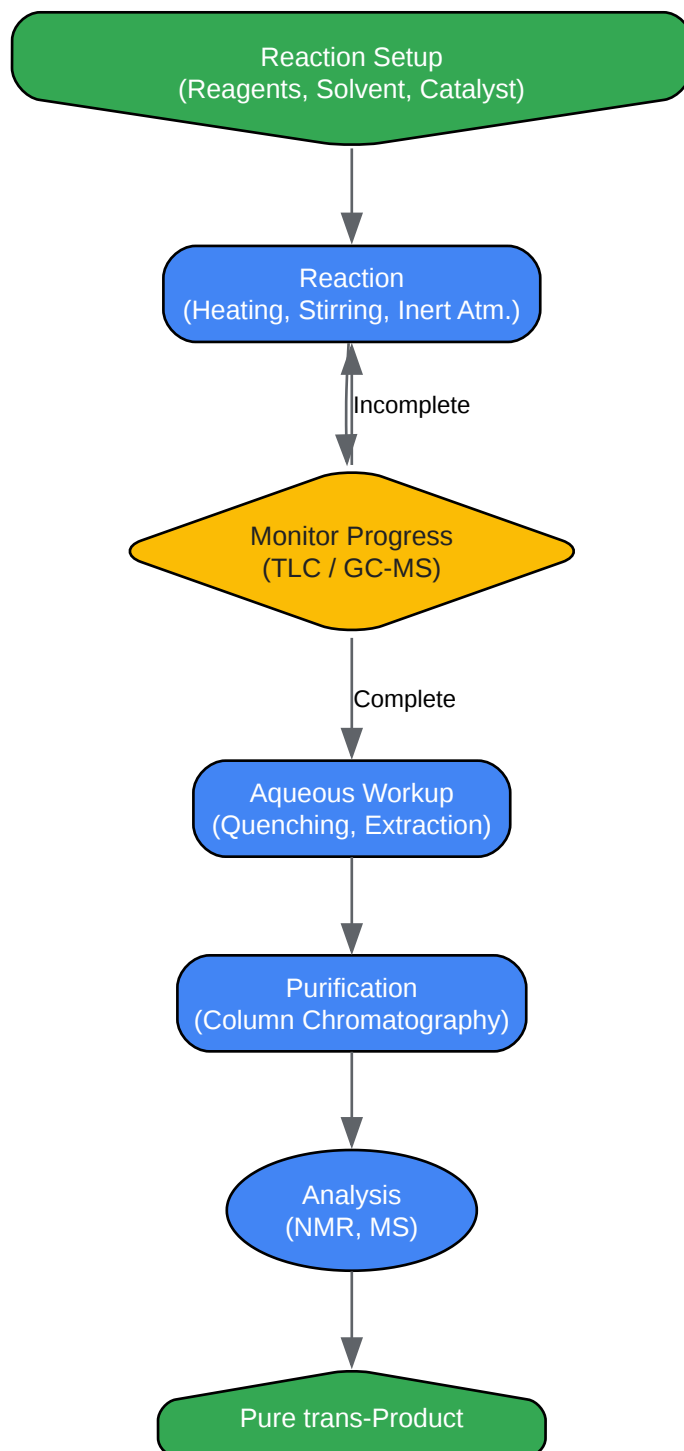 Reaction Setup
(Reagents, Solvent, Catalyst)
Reaction
(Heating, Stirring, Inert Atm.)
Incomplete
Monitor Progress
(TLC / GC-MS)
Complete
Aqueous Workup
(Quenching, Extraction)
Purification
(Column Chromatography)
Analysis
(NMR, MS)
Pure trans-Product